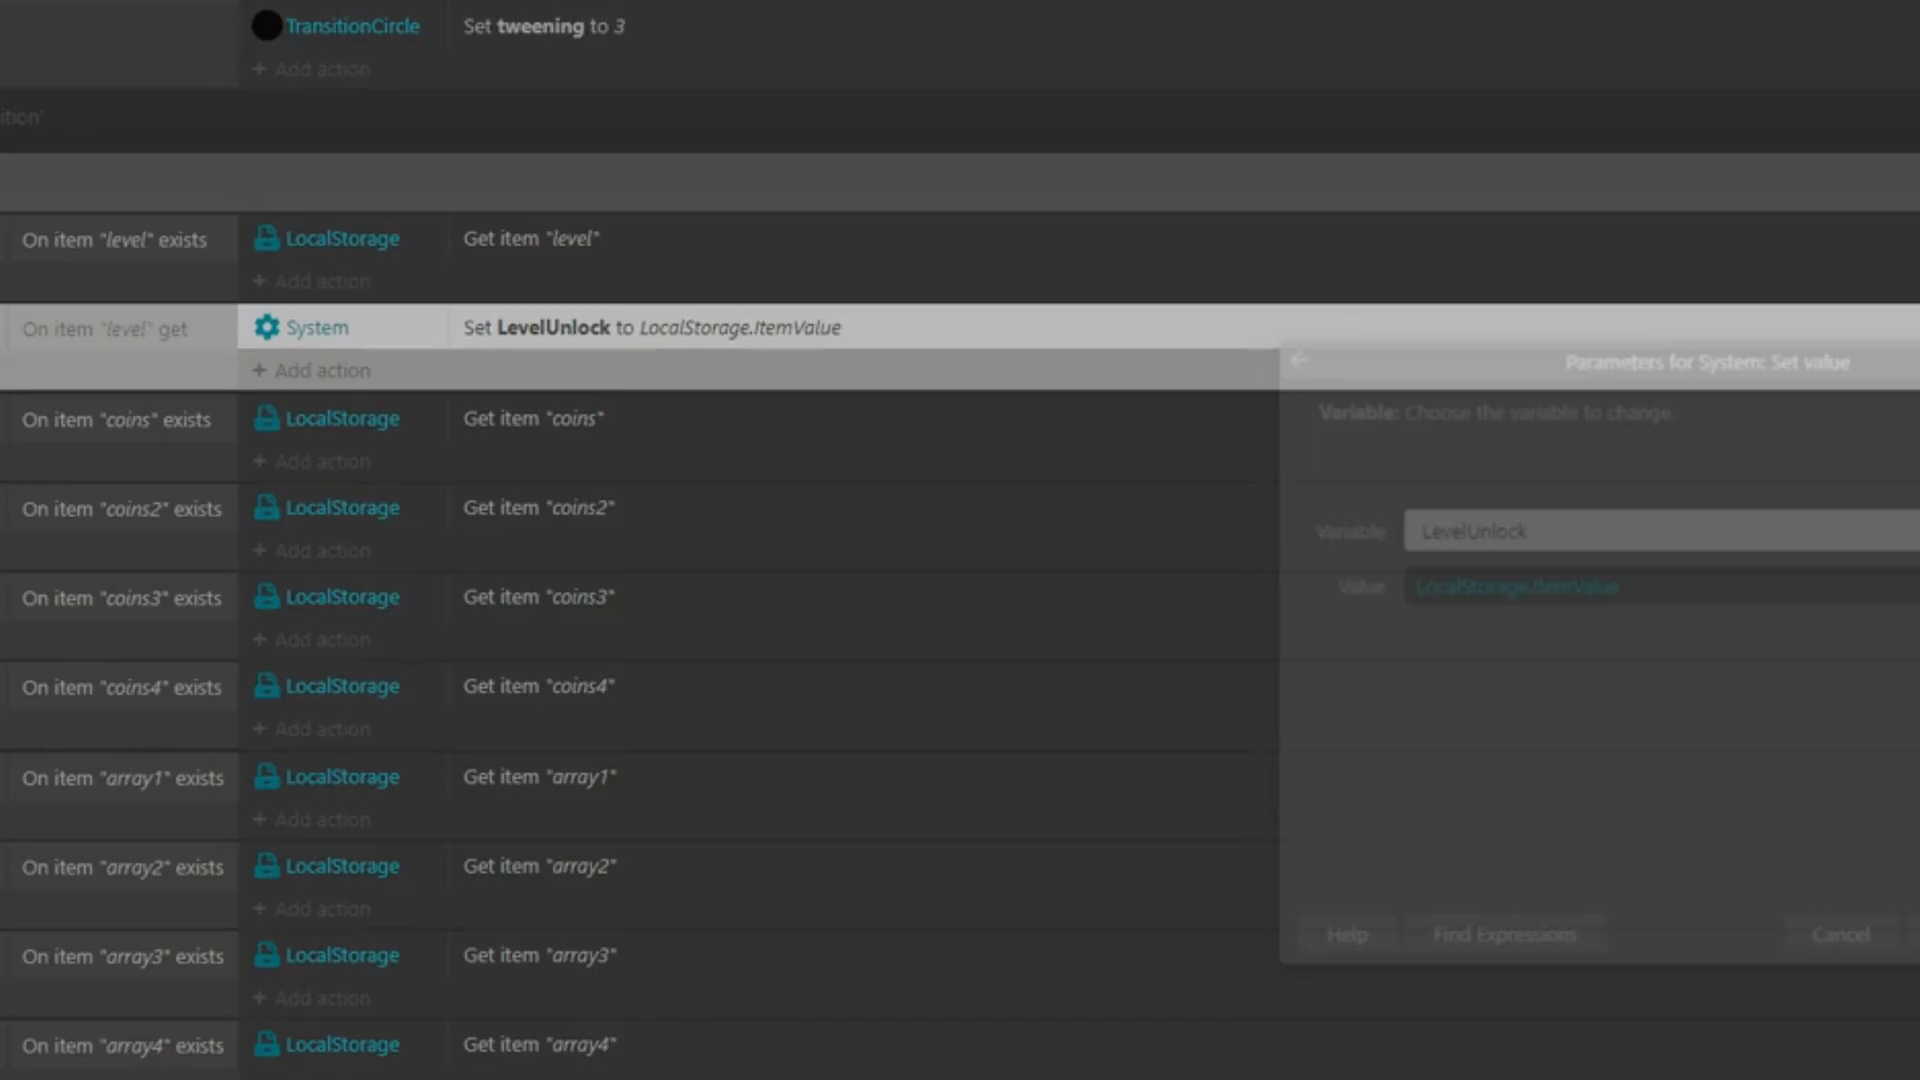 TransitionCircle Set tweening to 3
+ Add action
ition'
On item "level" exists LocalStorage Get item "level"
+ Add action
On item "level" get System Set LevelUnlock to LocalStorage.ItemValue
+ Add action
Parameters for System: Set value
Variable: Choose the variable to change.
Variable LevelUnlock
Value LocalStorage.ItemValue
Help Find Expressions Cancel
On item "coins" exists LocalStorage Get item "coins"
+ Add action
On item "coins2" exists LocalStorage Get item "coins2"
+ Add action
On item "coins3" exists LocalStorage Get item "coins3"
+ Add action
On item "coins4" exists LocalStorage Get item "coins4"
+ Add action
On item "array1" exists LocalStorage Get item "array1"
+ Add action
On item "array2" exists LocalStorage Get item "array2"
+ Add action
On item "array3" exists LocalStorage Get item "array3"
+ Add action
On item "array4" exists LocalStorage Get item "array4"